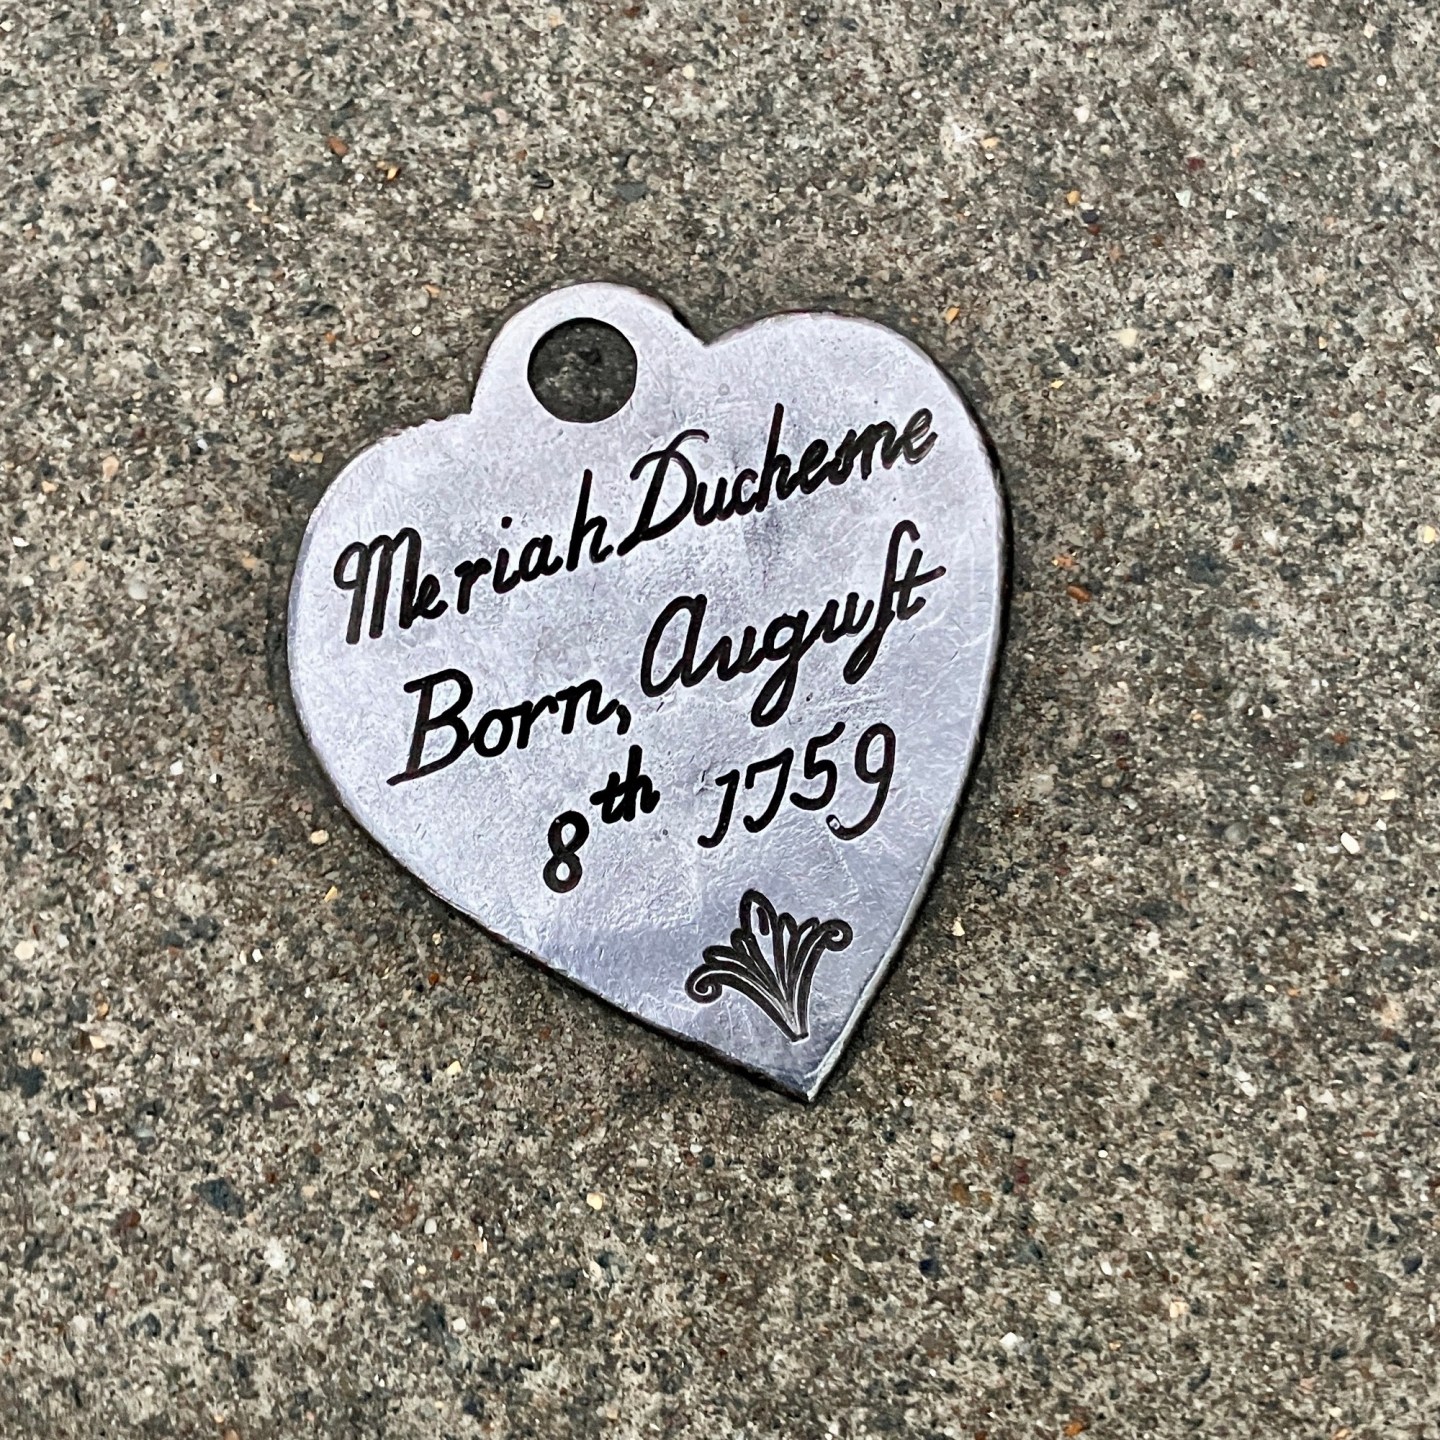 Meriah Duchesne
Born, Auguſt
8th 1759